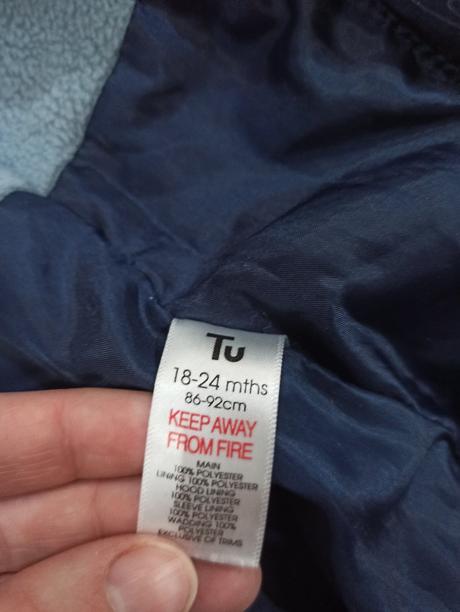 Tu
18-24 mths
86-92cm
KEEP AWAY
FROM FIRE
MAIN
100% POLYESTER
LINING 100% POLYESTER
HOOD LINING
100% POLYESTER
SLEEVE LINING
100% POLYESTER
WADDING 100%
POLYESTER
EXCLUSIVE OF TRIMS